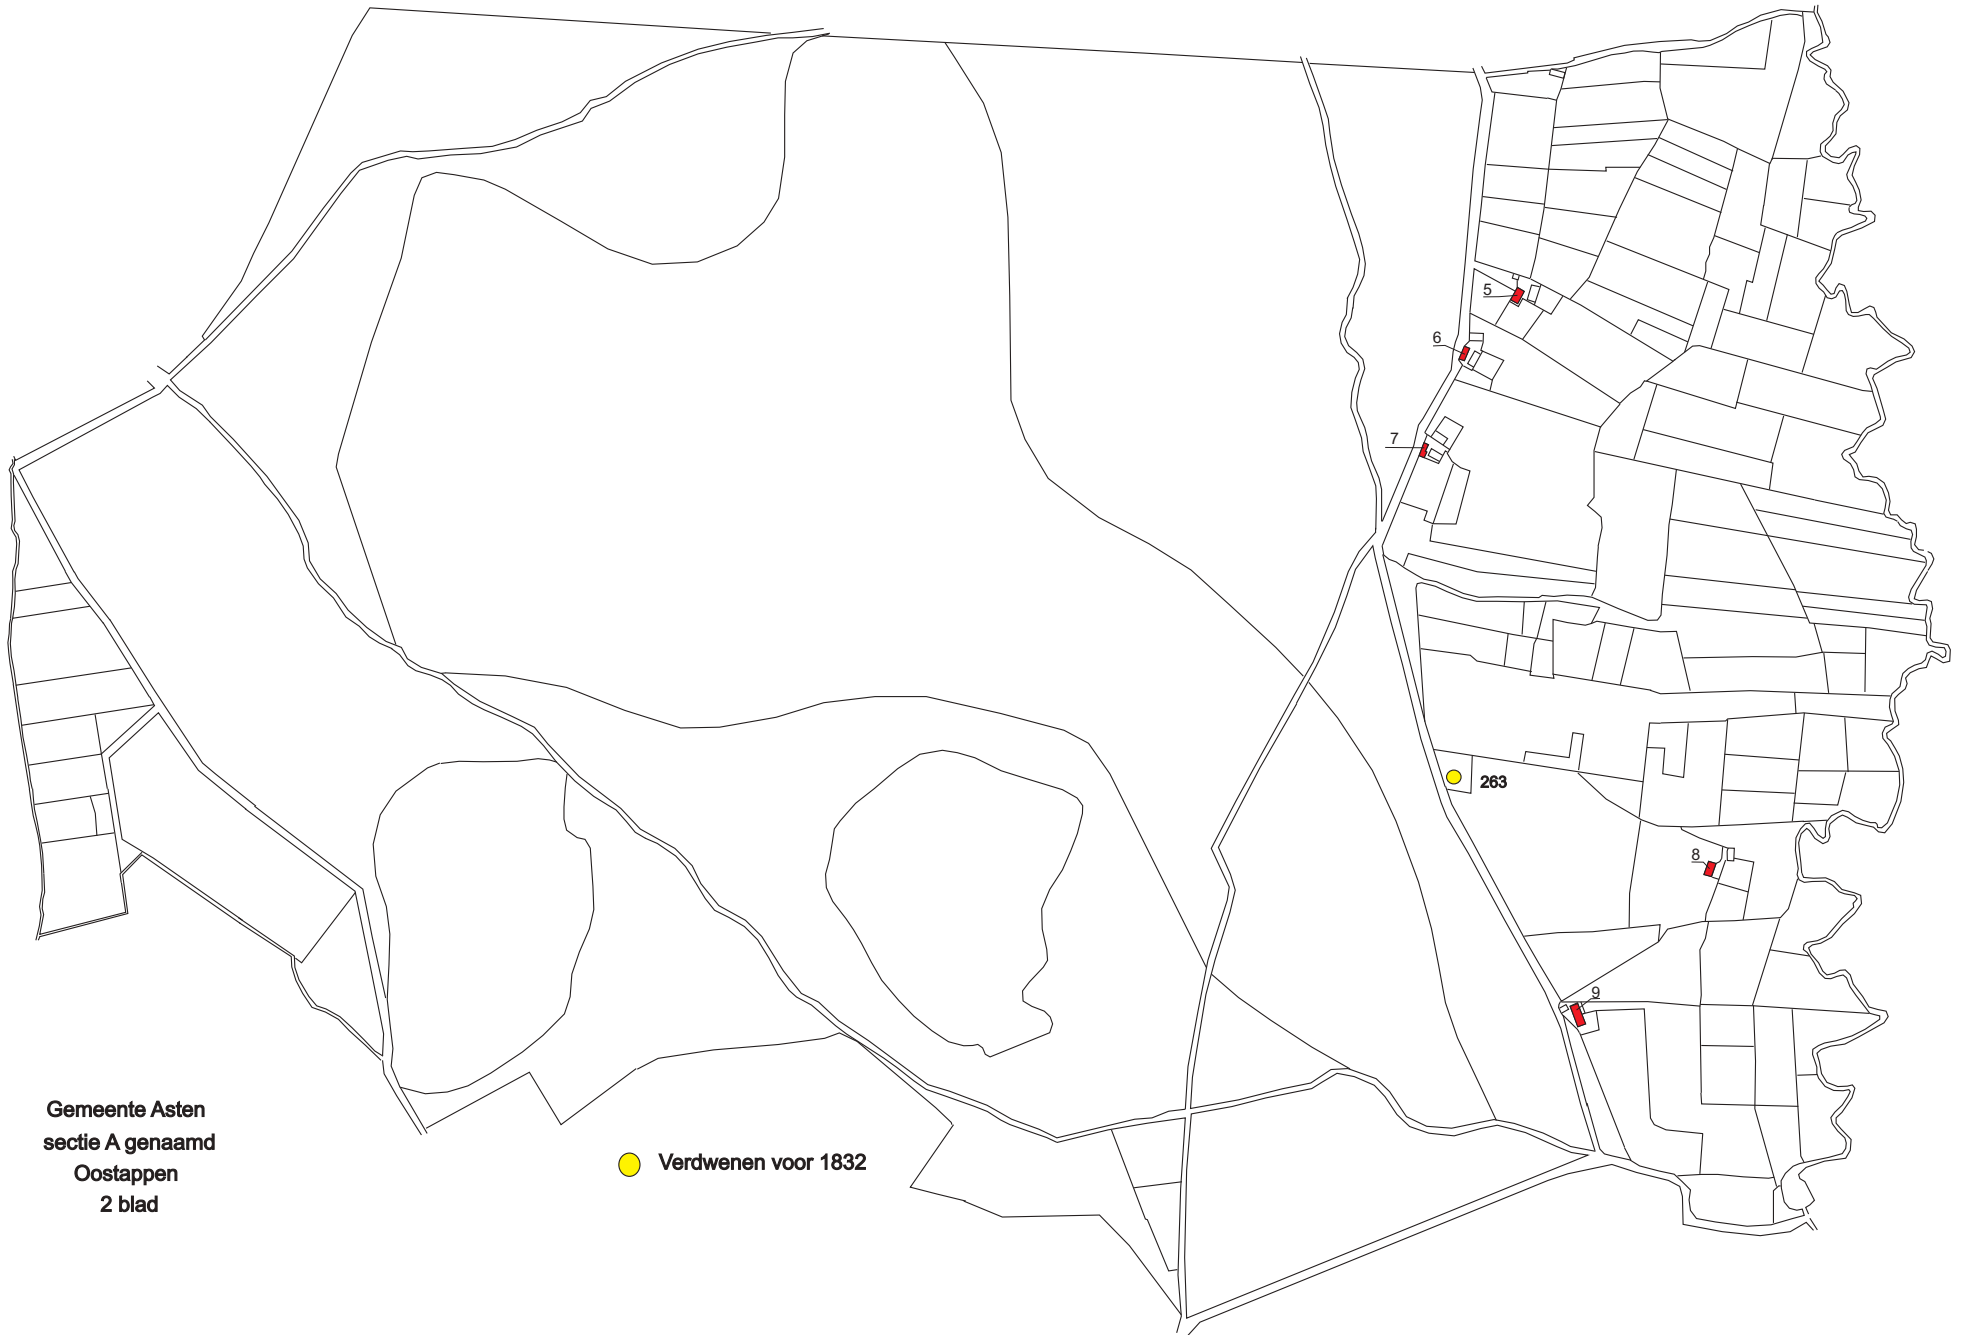 5
6
7
263
8
9
Gemeente Asten
sectie A genaamd
Oostappen
2 blad
Verdwenen voor 1832